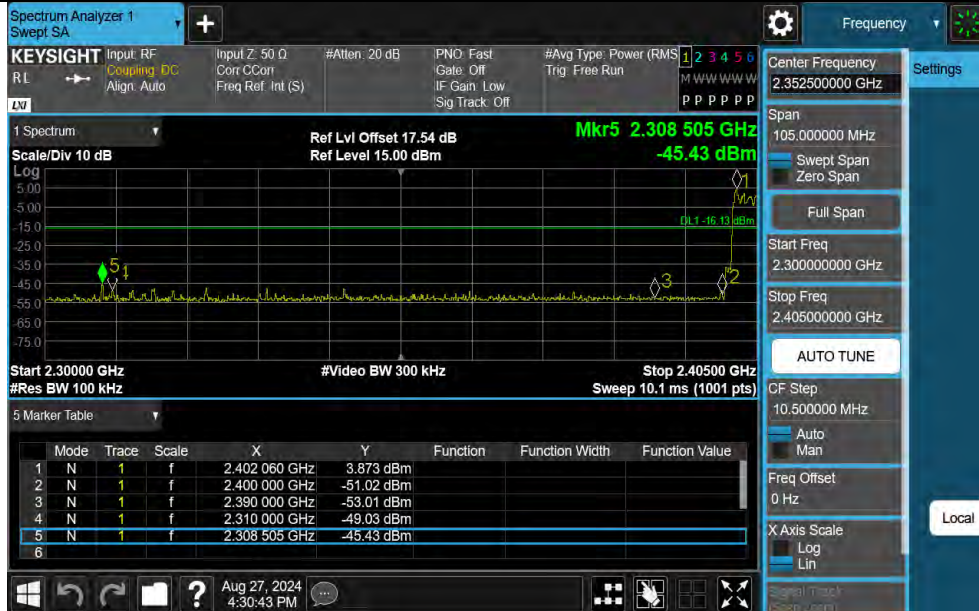 Spectrum Analyzer 1
Swept SA
Frequency
KEYSIGHT Input: RF
Coupling: DC
Align: Auto
RL
LXI
Input Z: 50 Ω
Corr CCorr
Freq Ref: Int (S)
#Atten: 20 dB
PNO: Fast
Gate: Off
IF Gain: Low
Sig Track: Off
#Avg Type: Power (RMS
Trig: Free Run
1 2 3 4 5 6
M WW WW W
P P P P P P
1 Spectrum
Scale/Div 10 dB
Ref Lvl Offset 17.54 dB
Ref Level 15.00 dBm
Mkr5 2.308 505 GHz
-45.43 dBm
Log
5.00
-5.00
-15.0
-25.0
-35.0
-45.0
-55.0
-65.0
-75.0
1
DL1 -16.13 dBm
5
4
3
2
Start 2.30000 GHz
#Res BW 100 kHz
#Video BW 300 kHz
Stop 2.40500 GHz
Sweep 10.1 ms (1001 pts)
5 Marker Table
Mode Trace Scale X Y Function Function Width Function Value
1 N 1 f 2.402 060 GHz 3.873 dBm
2 N 1 f 2.400 000 GHz -51.02 dBm
3 N 1 f 2.390 000 GHz -53.01 dBm
4 N 1 f 2.310 000 GHz -49.03 dBm
5 N 1 f 2.308 505 GHz -45.43 dBm
6
?
Aug 27, 2024
4:30:43 PM
Center Frequency
2.352500000 GHz
Span
105.000000 MHz
Swept Span
Zero Span
Full Span
Start Freq
2.300000000 GHz
Stop Freq
2.405000000 GHz
AUTO TUNE
CF Step
10.500000 MHz
Auto
Man
Freq Offset
0 Hz
X Axis Scale
Log
Lin
Signal Track
Settings
Local